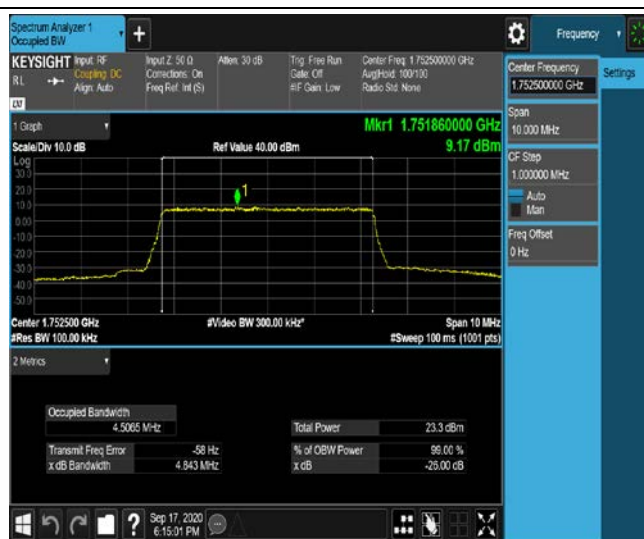 Spectrum Analyzer 1
Occupied BW
Frequency
KEYSIGHT
Input: RF
Coupling: DC
Align: Auto
Input Z: 50 Ω
Corrections: On
Freq Ref: Int (S)
Atten: 30 dB
Trig: Free Run
Gate: Off
#IF Gain: Low
Center Freq: 1.752500000 GHz
Avg|Hold: 100/100
Radio Std: None
RL
Center Frequency
1.752500000 GHz
Settings
Span
10.000 MHz
CF Step
1.000000 MHz
Auto
Man
Freq Offset
0 Hz
1 Graph
Mkr1 1.751860000 GHz
Scale/Div 10.0 dB
Ref Value 40.00 dBm
9.17 dBm
Log
30.0
20.0
10.0
0.00
-10.0
-20.0
-30.0
-40.0
-50.0
1
Center 1.752500 GHz
#Video BW 300.00 kHz*
Span 10 MHz
#Res BW 100.00 kHz
#Sweep 100 ms (1001 pts)
2 Metrics
Occupied Bandwidth
4.5065 MHz
Total Power
23.3 dBm
Transmit Freq Error
-58 Hz
% of OBW Power
99.00 %
x dB Bandwidth
4.843 MHz
x dB
-26.00 dB
?
Sep 17, 2020
6:15:01 PM